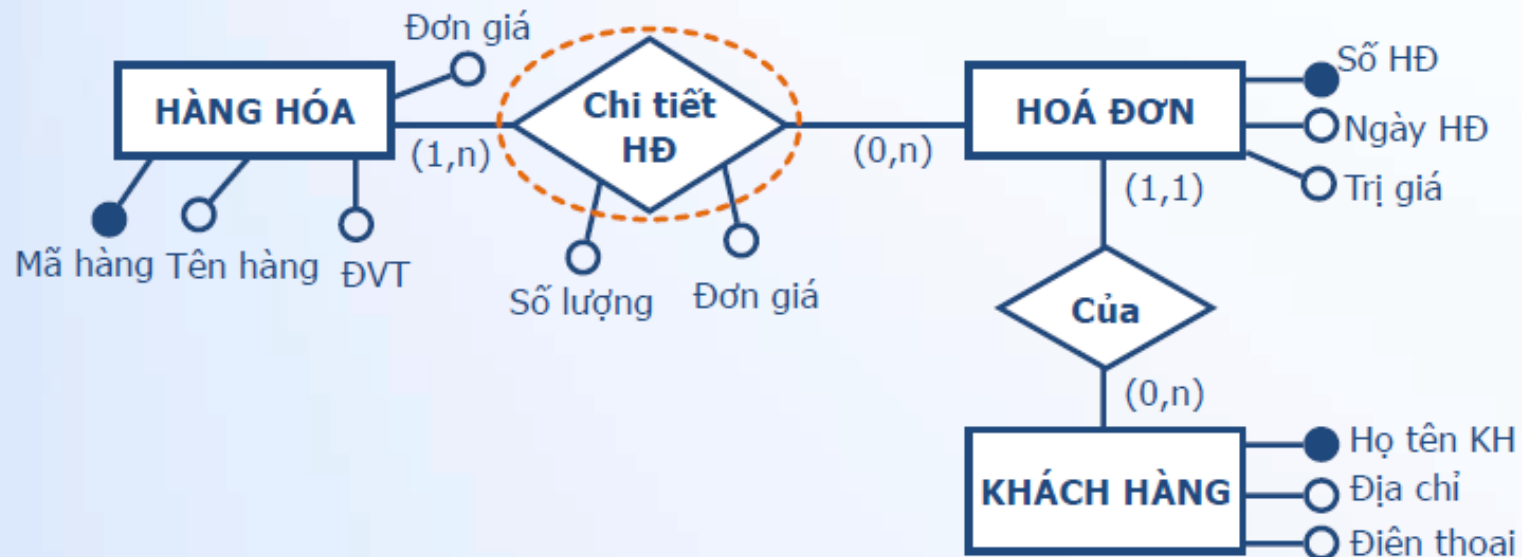 Đơn giá
HÀNG HÓA
(1,n)
Mã hàng
Tên hàng
ĐVT
Chi tiết
HĐ
Số lượng
Đơn giá
(0,n)
HOÁ ĐƠN
Số HĐ
Ngày HĐ
Trị giá
(1,1)
Của
(0,n)
KHÁCH HÀNG
Họ tên KH
Địa chỉ
Điện thoại